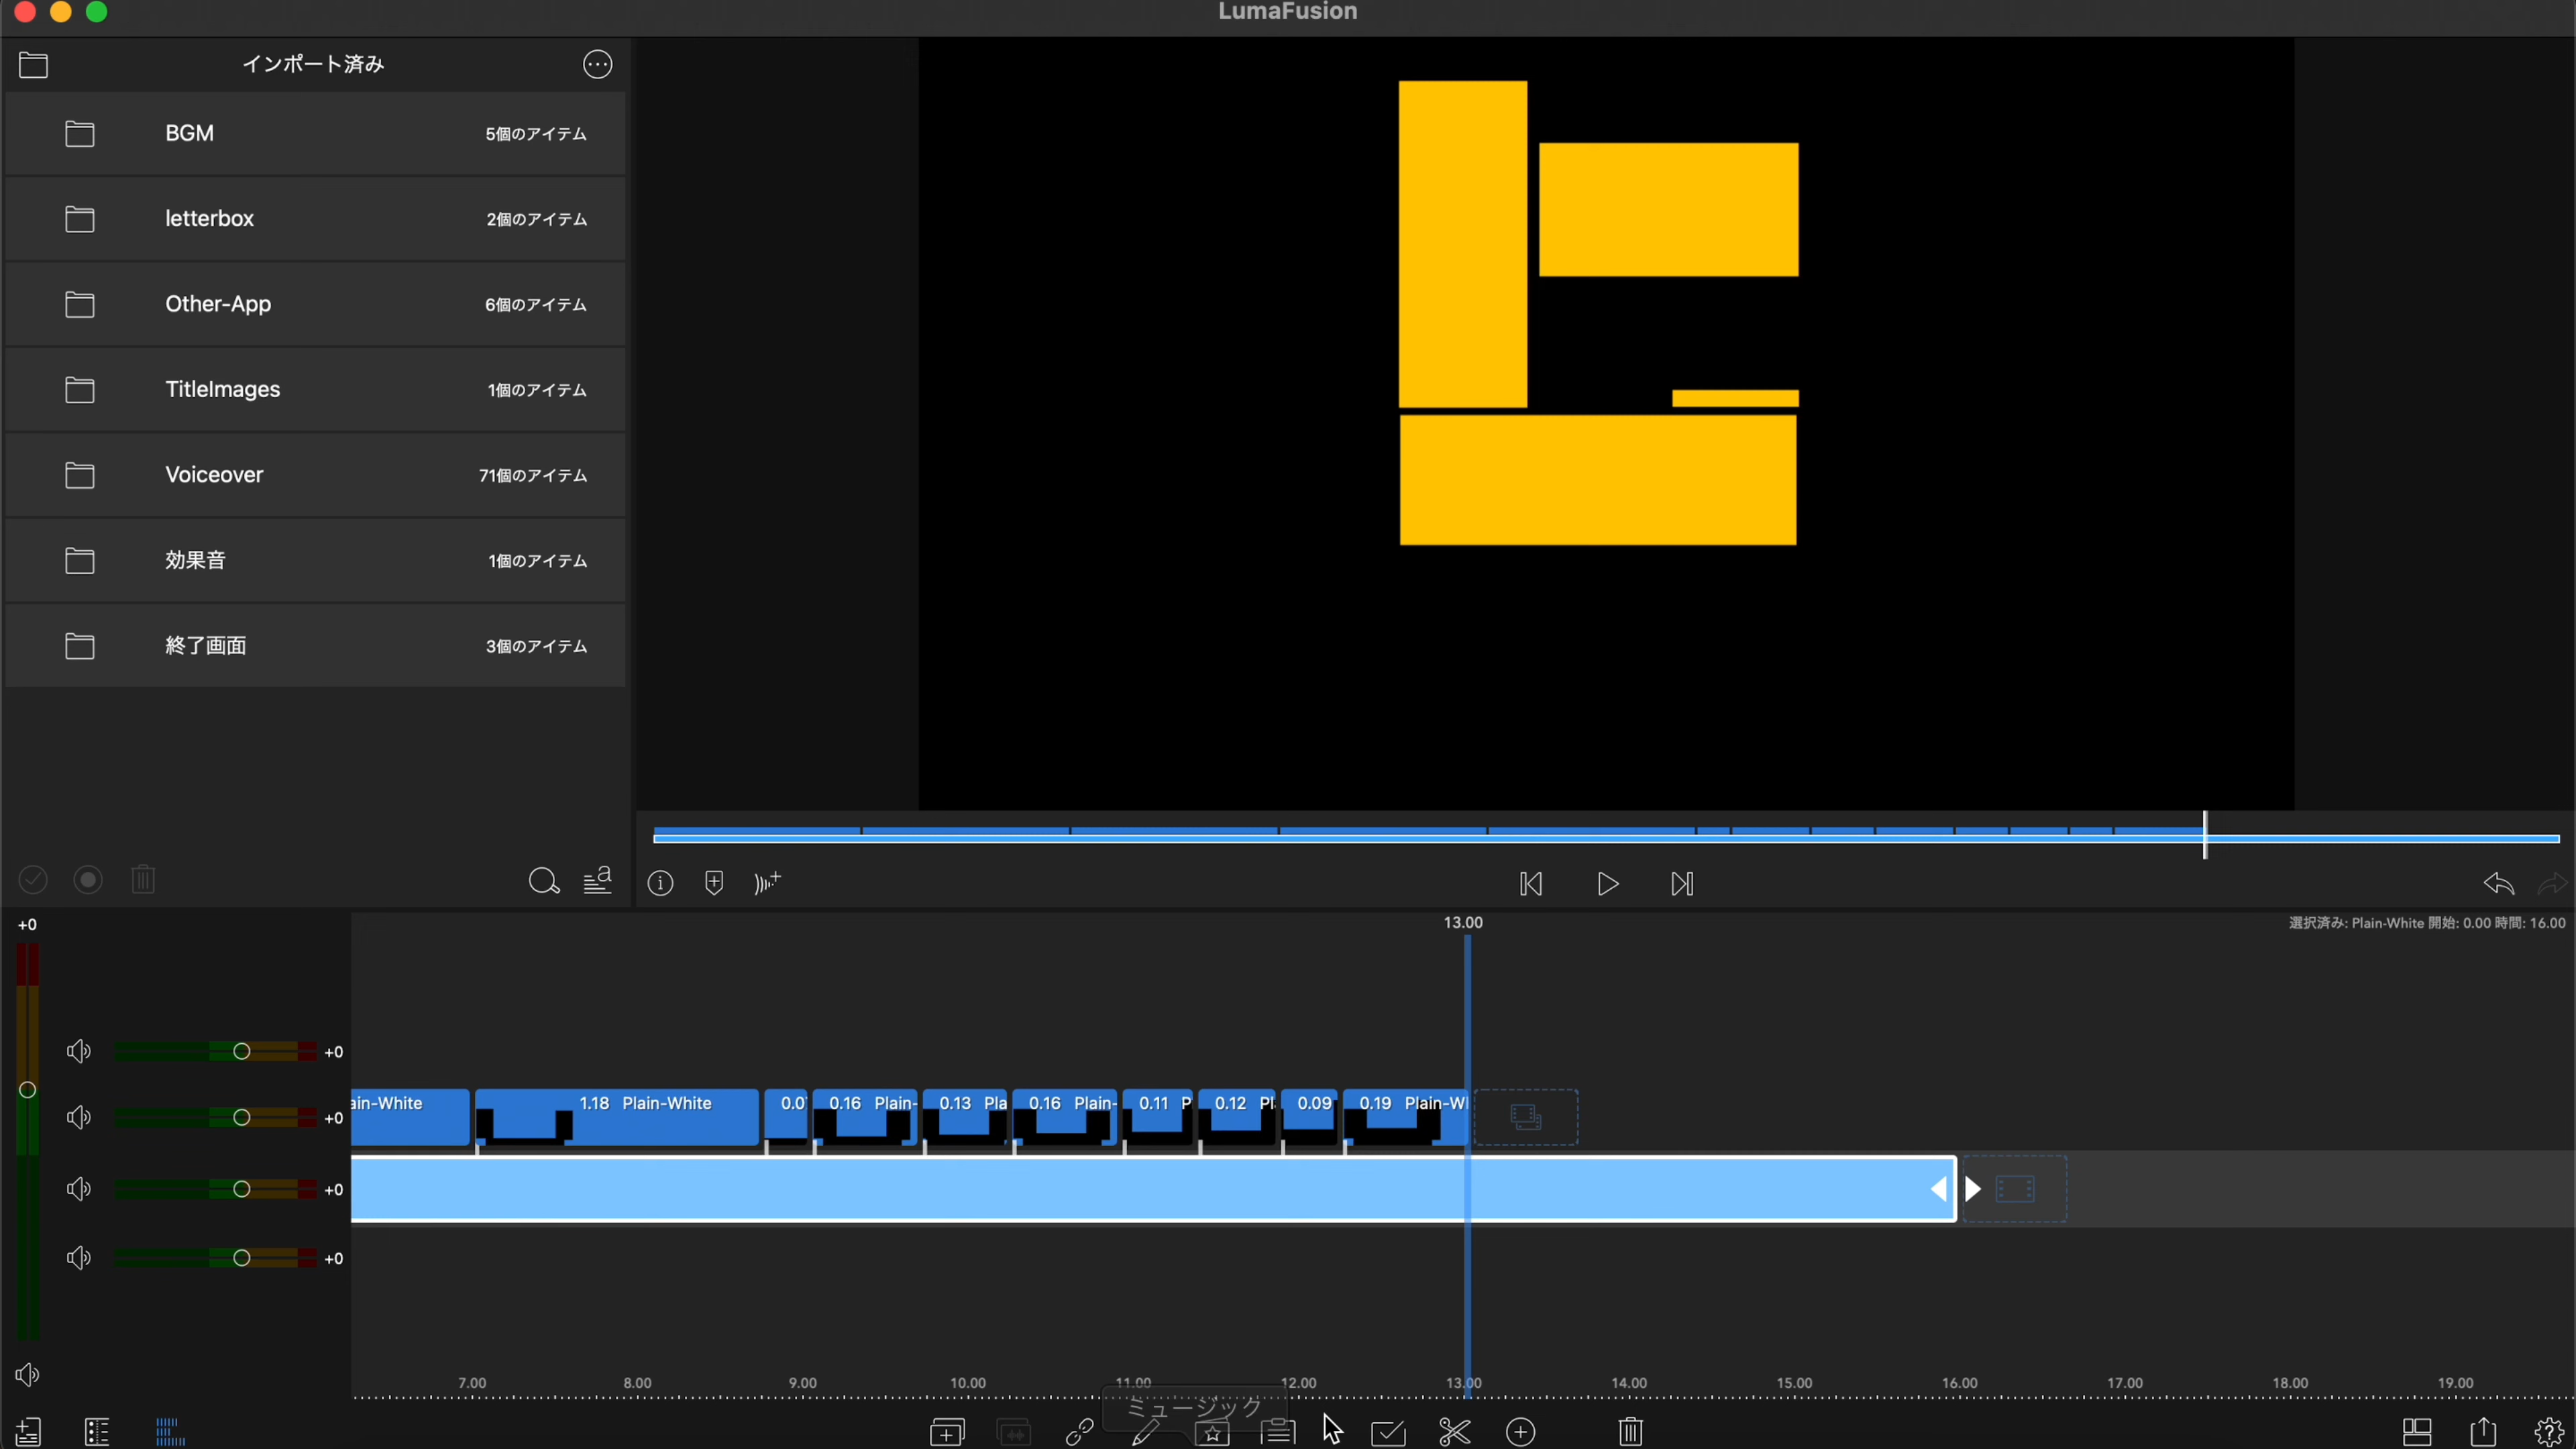 LumaFusion
インポート済み
BGM 5個のアイテム
letterbox 2個のアイテム
Other-App 6個のアイテム
TitleImages 1個のアイテム
Voiceover 71個のアイテム
効果音 1個のアイテム
終了画面 3個のアイテム
+0
13.00
選択済み: Plain-White 開始: 0.00 時間: 16.00
+0
ain-White
1.18 Plain-White
0.0
0.16 Plain-
0.13 Pla
0.16 Plain-
0.11 P
0.12 Pl
0.09
0.19 Plain-W
+0
+0
+0
7.00 8.00 9.00 10.00 11.00 12.00 13.00 14.00 15.00 16.00 17.00 18.00 19.00
ミュージック